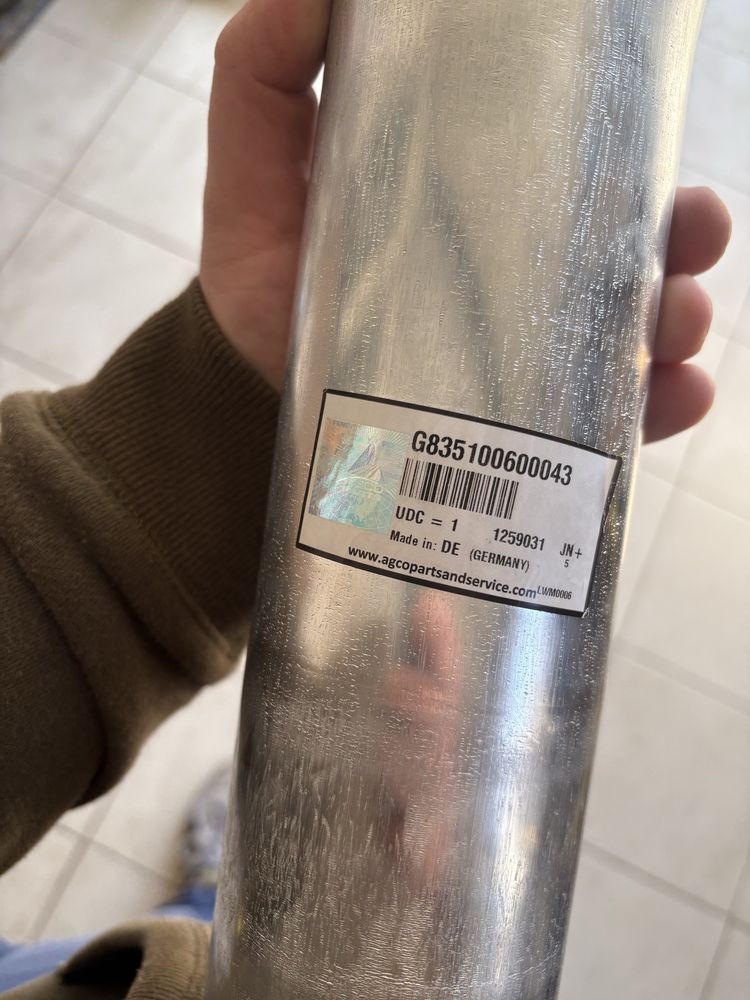 G835100600043
UDC = 1 1259031 JN+
5
Made in: DE (GERMANY)
www.agcopartsandservice.com LWM0006